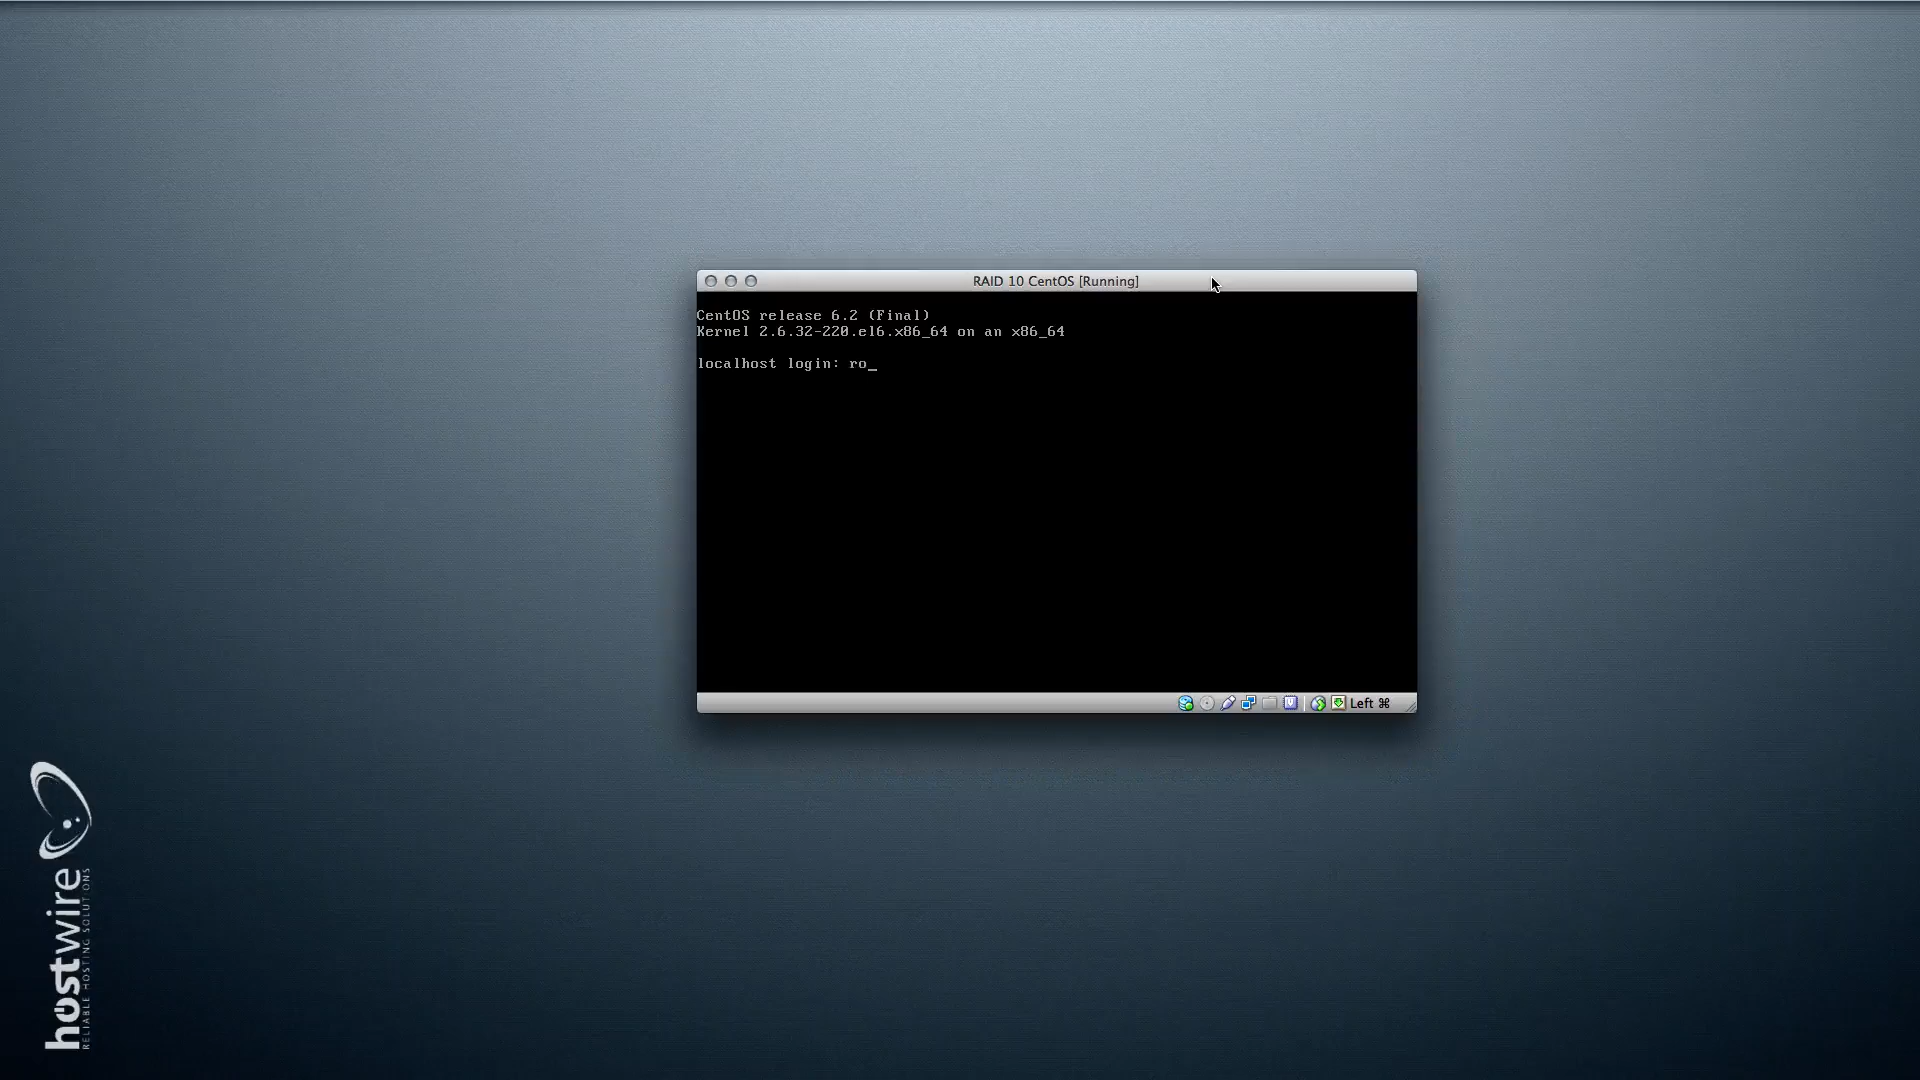 RAID 10 CentOS [Running]
CentOS release 6.2 (Final)
Kernel 2.6.32-220.el6.x86_64 on an x86_64
localhost login: ro_
Left ⌘
hostwire
RELIABLE HOSTING SOLUTIONS